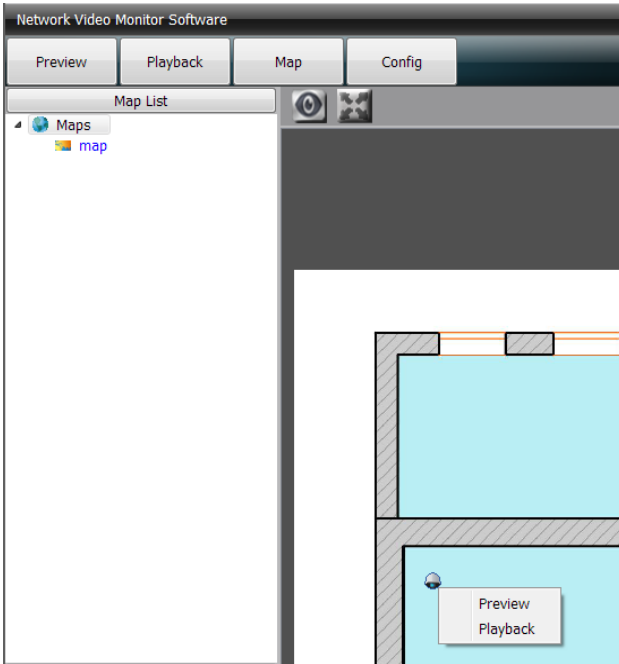 Network Video Monitor Software
Preview Playback Map Config
Map List
Maps
map
Preview
Playback